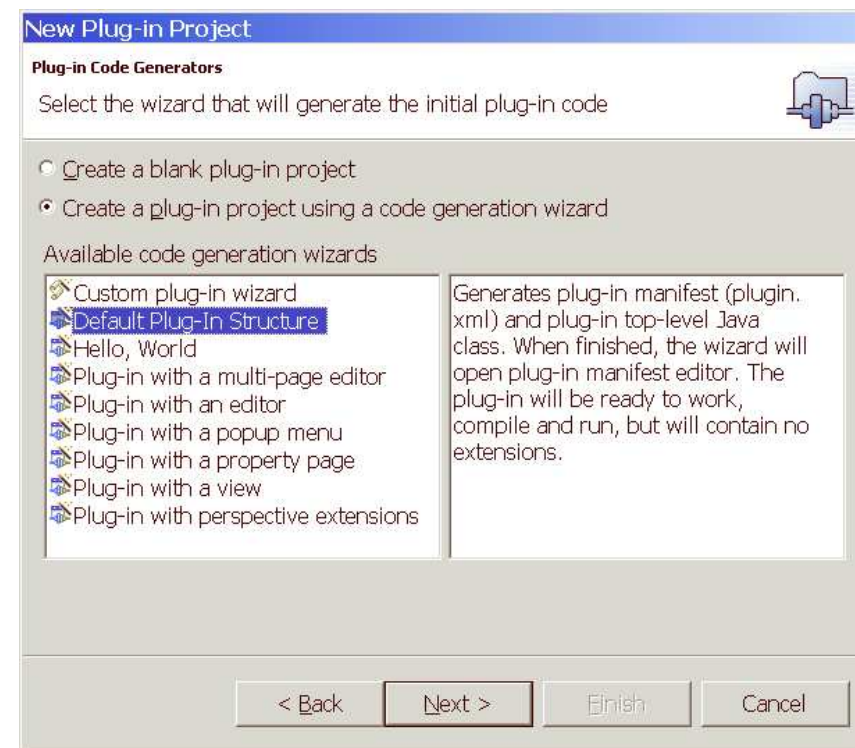 New Plug-in Project
Plug-in Code Generators
Select the wizard that will generate the initial plug-in code
Create a blank plug-in project
Create a plug-in project using a code generation wizard
Available code generation wizards
Custom plug-in wizard
Default Plug-In Structure
Hello, World
Plug-in with a multi-page editor
Plug-in with an editor
Plug-in with a popup menu
Plug-in with a property page
Plug-in with a view
Plug-in with perspective extensions
Generates plug-in manifest (plugin.
xml) and plug-in top-level Java
class. When finished, the wizard will
open plug-in manifest editor. The
plug-in will be ready to work,
compile and run, but will contain no
extensions.
< Back
Next >
Finish
Cancel